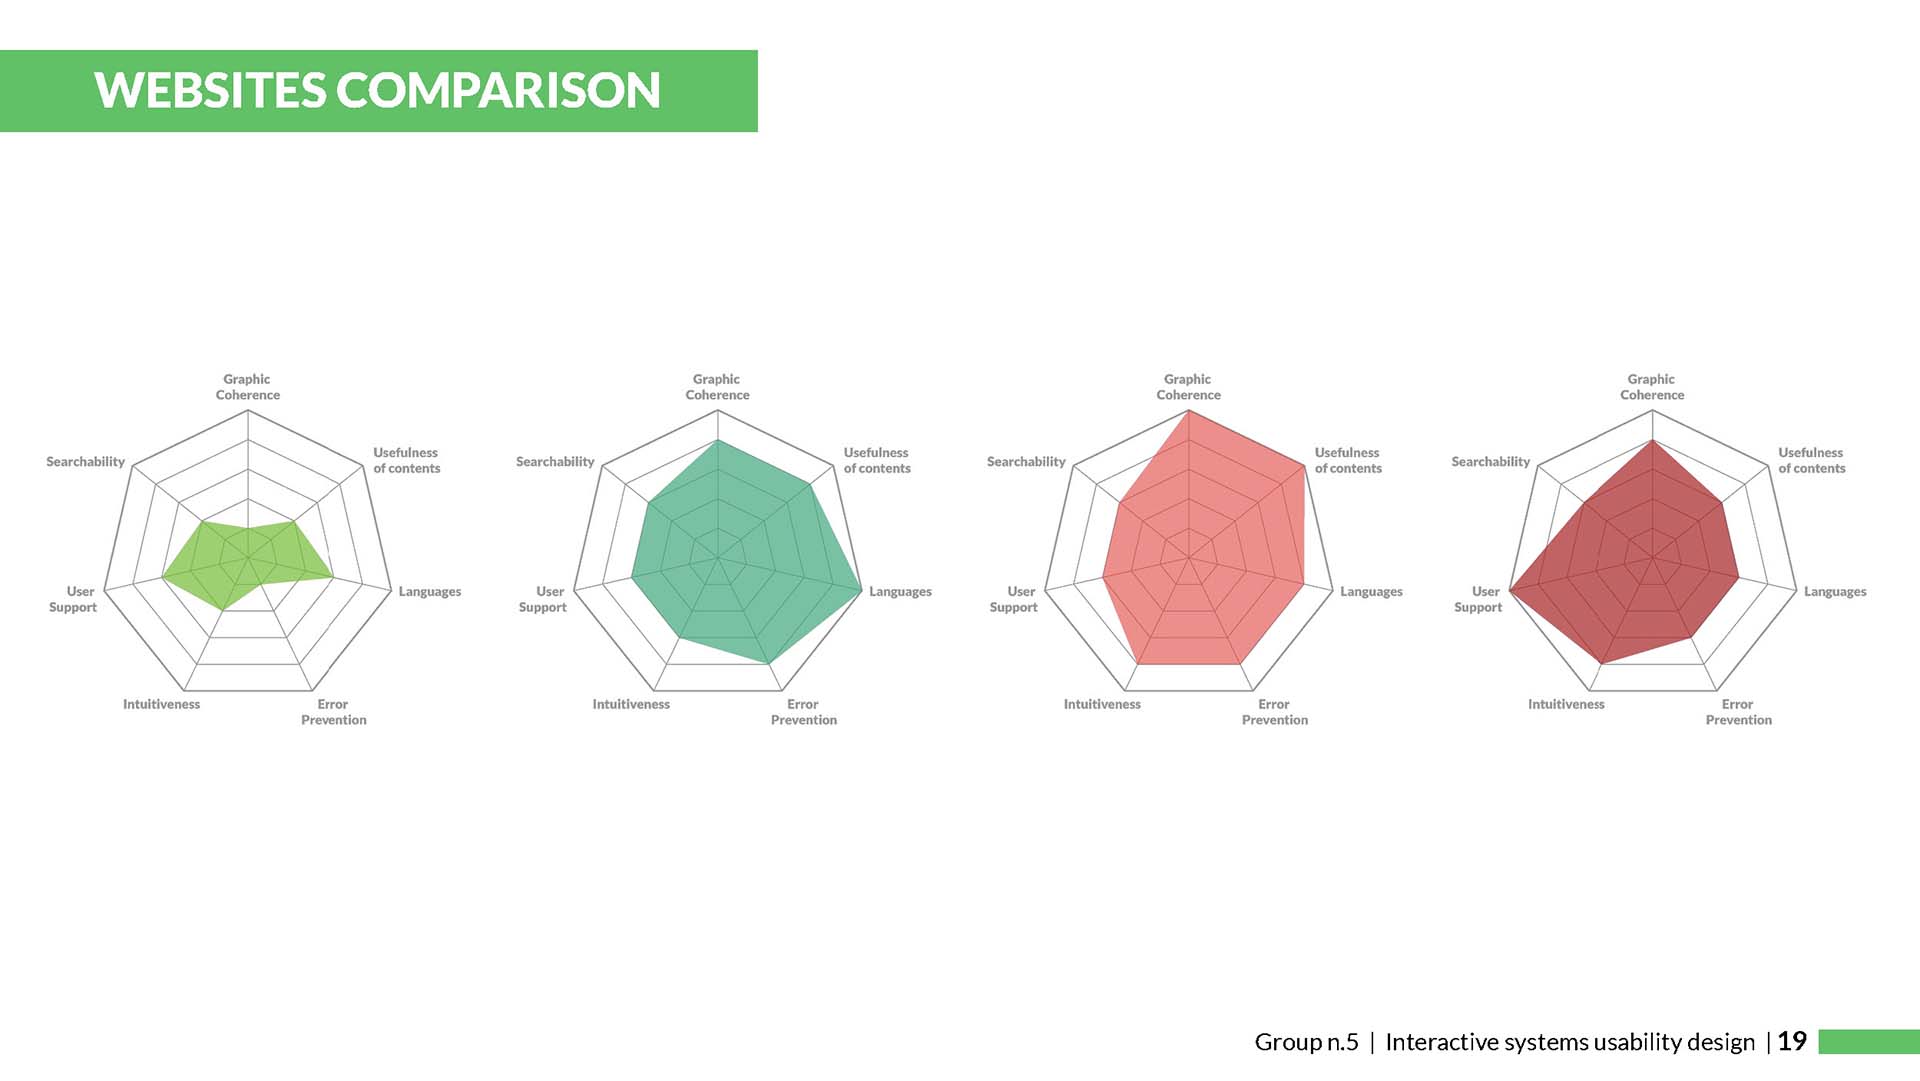 WEBSITES COMPARISON
Graphic
Coherence
Usefulness
of contents
Searchability
User
Support
Languages
Intuitiveness
Error
Prevention
Graphic
Coherence
Usefulness
of contents
Searchability
User
Support
Languages
Intuitiveness
Error
Prevention
Graphic
Coherence
Usefulness
of contents
Searchability
User
Support
Languages
Intuitiveness
Error
Prevention
Graphic
Coherence
Usefulness
of contents
Searchability
User
Support
Languages
Intuitiveness
Error
Prevention
Group n.5 | Interactive systems usability design | 19